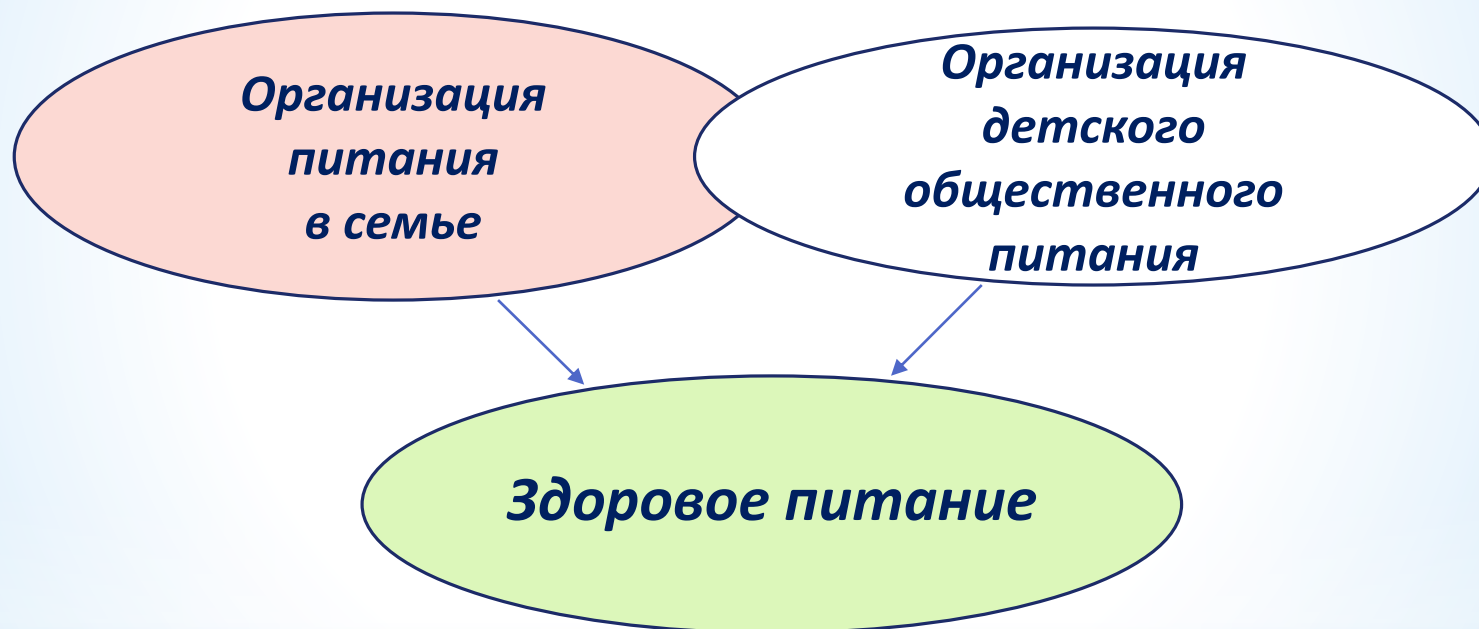 Организация
питания
в семье
Организация
детского
общественного
питания
Здоровое питание